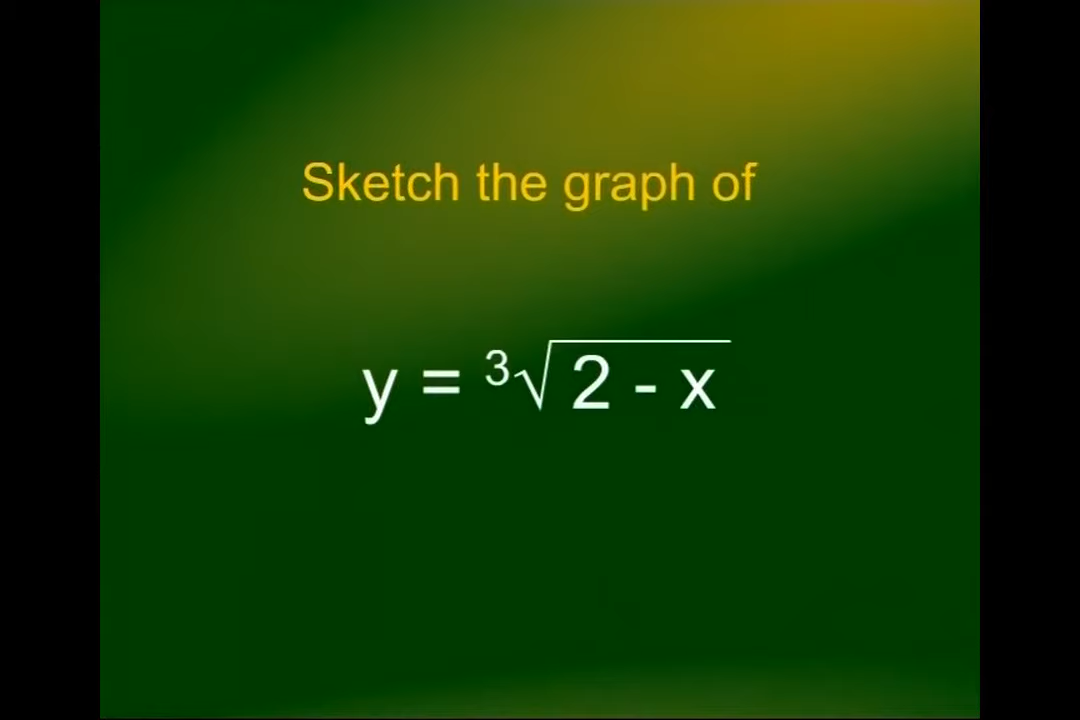 Sketch the graph of
y = ³√ 2 - x